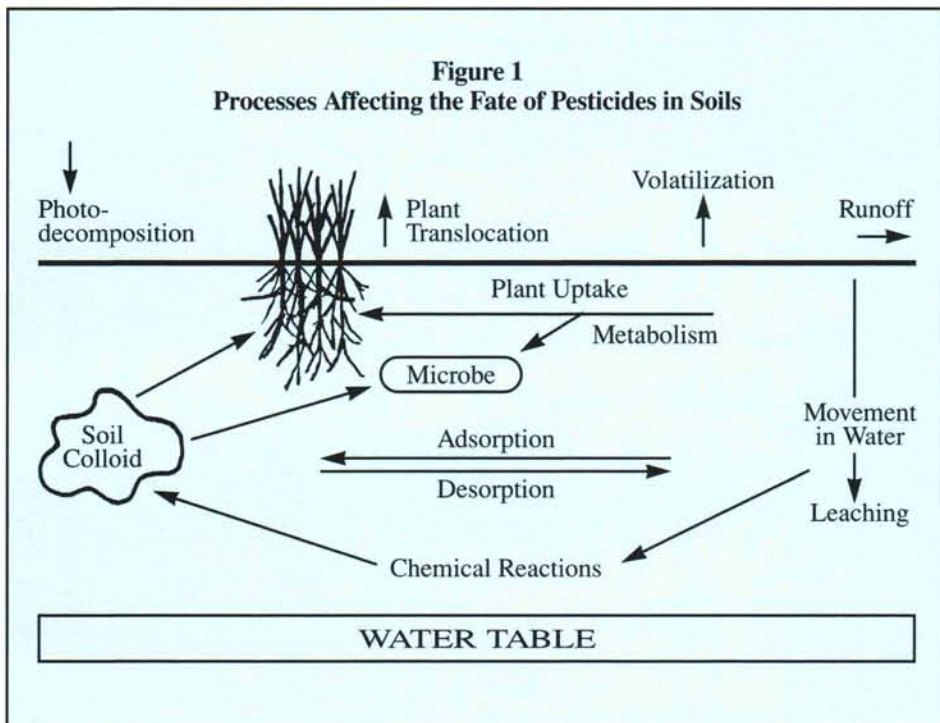 Figure 1
Processes Affecting the Fate of Pesticides in Soils
Photo-
decomposition
Plant
Translocation
Volatilization
Runoff
Plant Uptake
Metabolism
Microbe
Soil
Colloid
Adsorption
Desorption
Movement
in Water
Leaching
Chemical Reactions
WATER TABLE